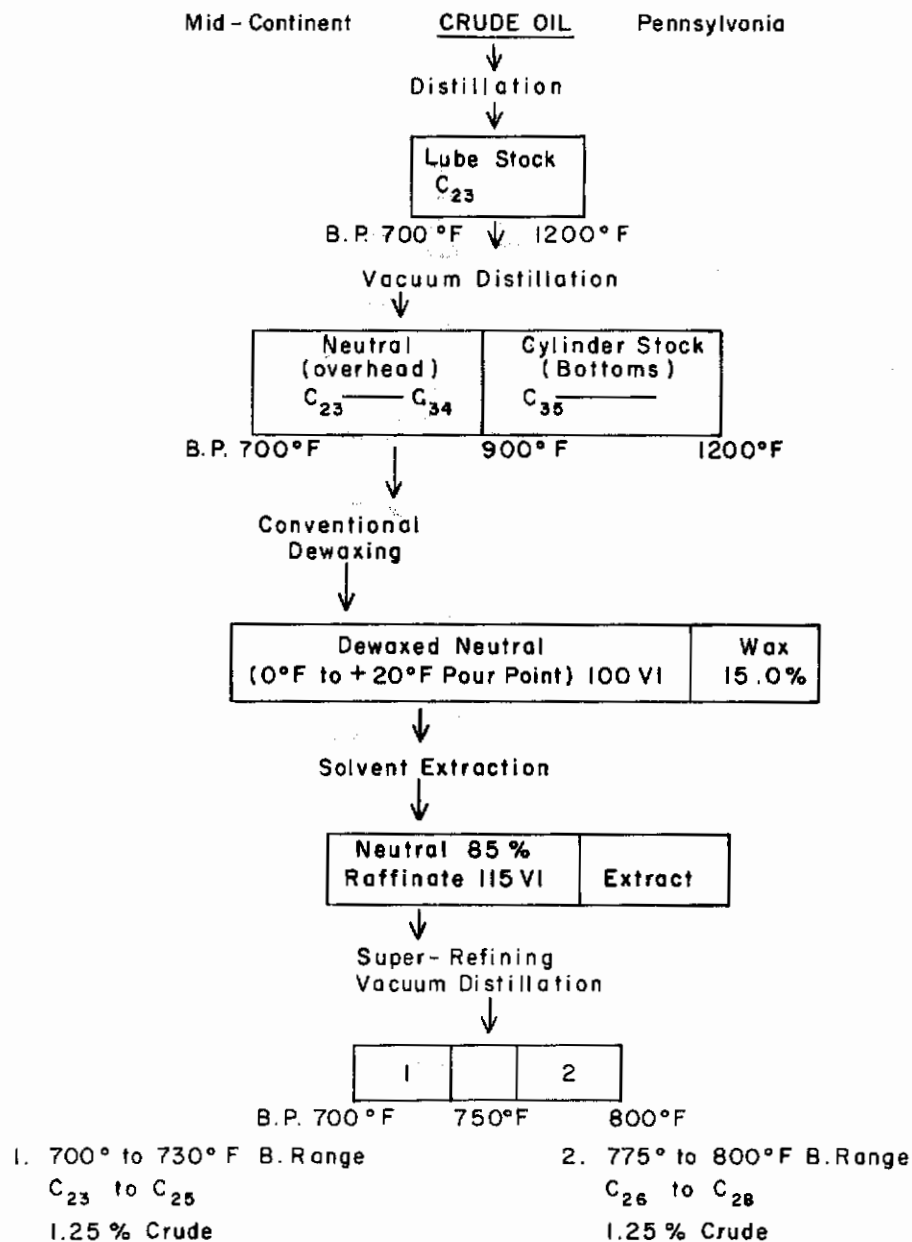 Mid-Continent CRUDE OIL Pennsylvania
Distillation
Lube Stock
C23
B.P. 700°F 1200°F
Vacuum Distillation
Neutral Cylinder Stock
(overhead) (Bottoms)
C23 — C34 C35 —
B.P. 700°F 900°F 1200°F
Conventional
Dewaxing
Dewaxed Neutral Wax
(0°F to +20°F Pour Point) 100 VI 15.0%
Solvent Extraction
Neutral 85%
Raffinate 115 VI Extract
Super-Refining
Vacuum Distillation
1 2
B.P. 700°F 750°F 800°F
1. 700° to 730°F B. Range 2. 775° to 800°F B. Range
C23 to C25 C26 to C28
1.25% Crude 1.25% Crude